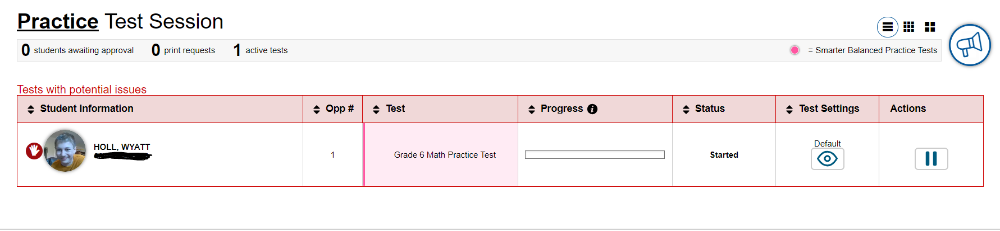 Practice Test Session
0 students awaiting approval 0 print requests 1 active tests = Smarter Balanced Practice Tests
Tests with potential issues
Student Information Opp # Test Progress i Status Test Settings Actions
Default
HOLL, WYATT
1 Grade 6 Math Practice Test Started